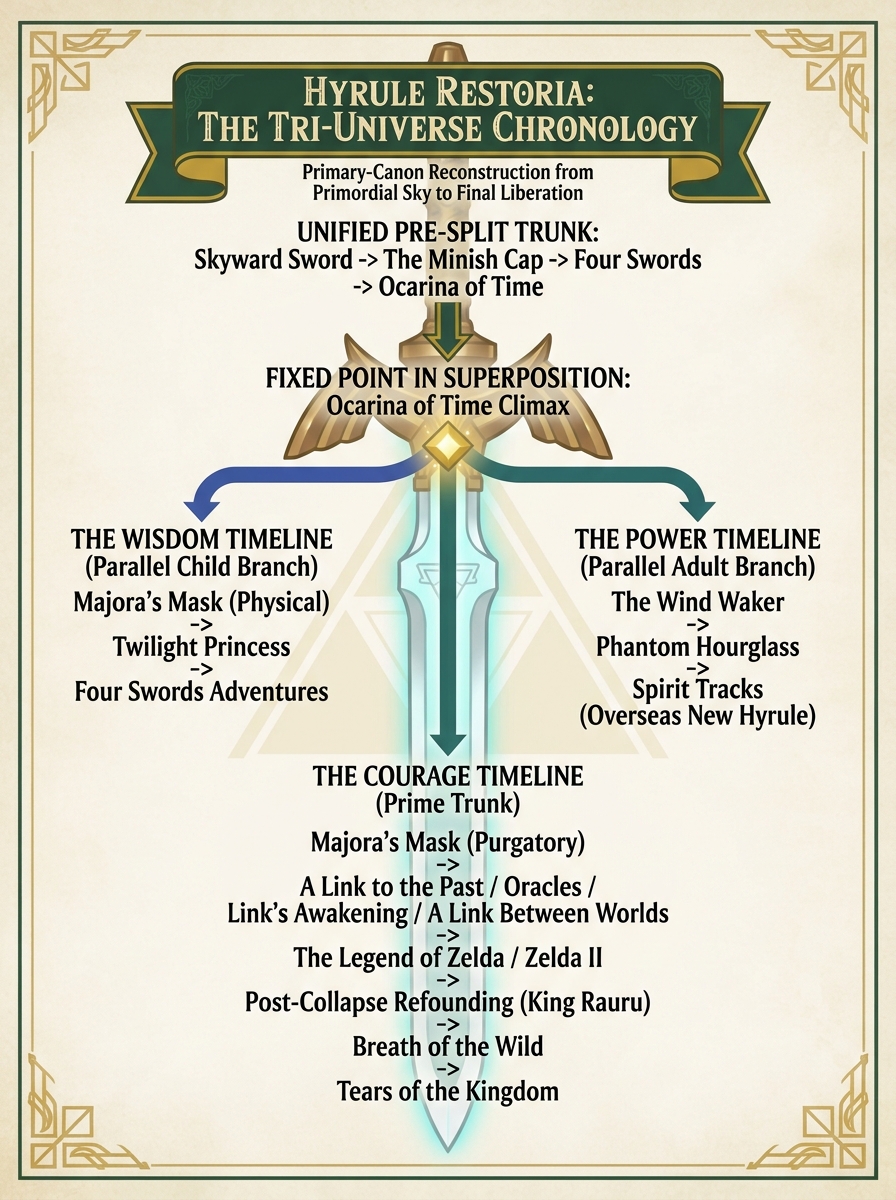 HYRULE RESTORIA:
THE TRI-UNIVERSE CHRONOLOGY
Primary-Canon Reconstruction from
Primordial Sky to Final Liberation
UNIFIED PRE-SPLIT TRUNK:
Skyward Sword -> The Minish Cap -> Four Swords
-> Ocarina of Time
FIXED POINT IN SUPERPOSITION:
Ocarina of Time Climax
THE WISDOM TIMELINE
(Parallel Child Branch)
Majora's Mask (Physical)
->
Twilight Princess
->
Four Swords Adventures
THE POWER TIMELINE
(Parallel Adult Branch)
The Wind Waker
->
Phantom Hourglass
->
Spirit Tracks
(Overseas New Hyrule)
THE COURAGE TIMELINE
(Prime Trunk)
Majora's Mask (Purgatory)
->
A Link to the Past / Oracles /
Link's Awakening / A Link Between Worlds
->
The Legend of Zelda / Zelda II
->
Post-Collapse Refounding (King Rauru)
->
Breath of the Wild
->
Tears of the Kingdom